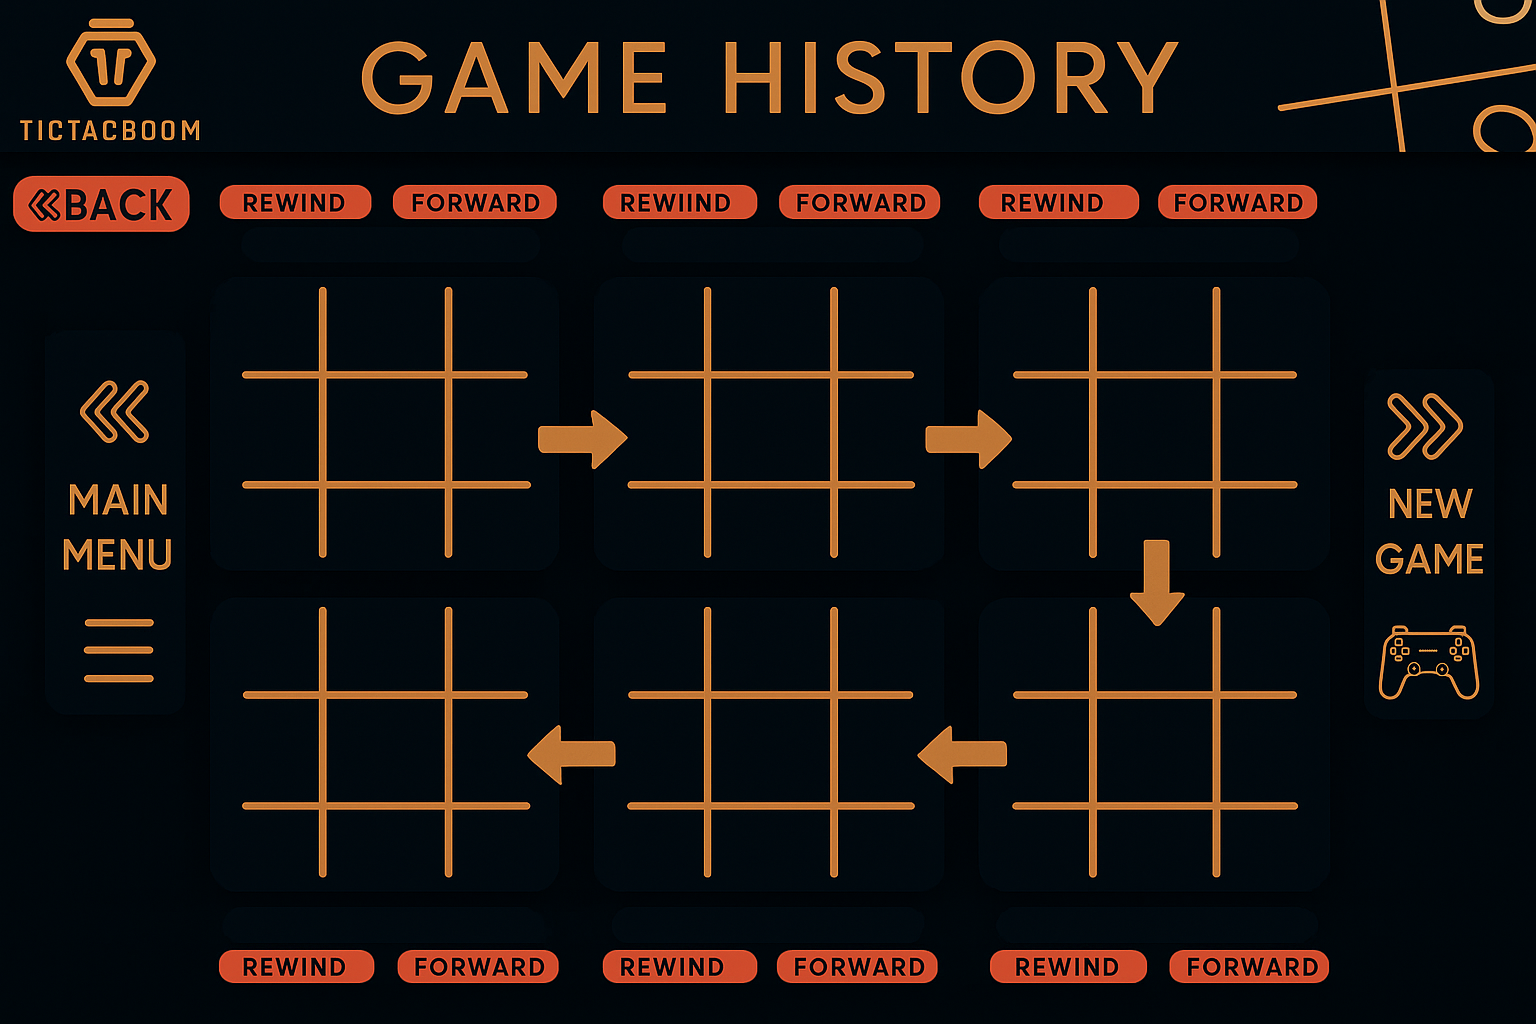 TICTACBOOM
GAME HISTORY
BACK
REWIND FORWARD REWIIND FORWARD REWIND FORWARD
MAIN
MENU
NEW
GAME
REWIND FORWARD REWIND FORWARD REWIND FORWARD